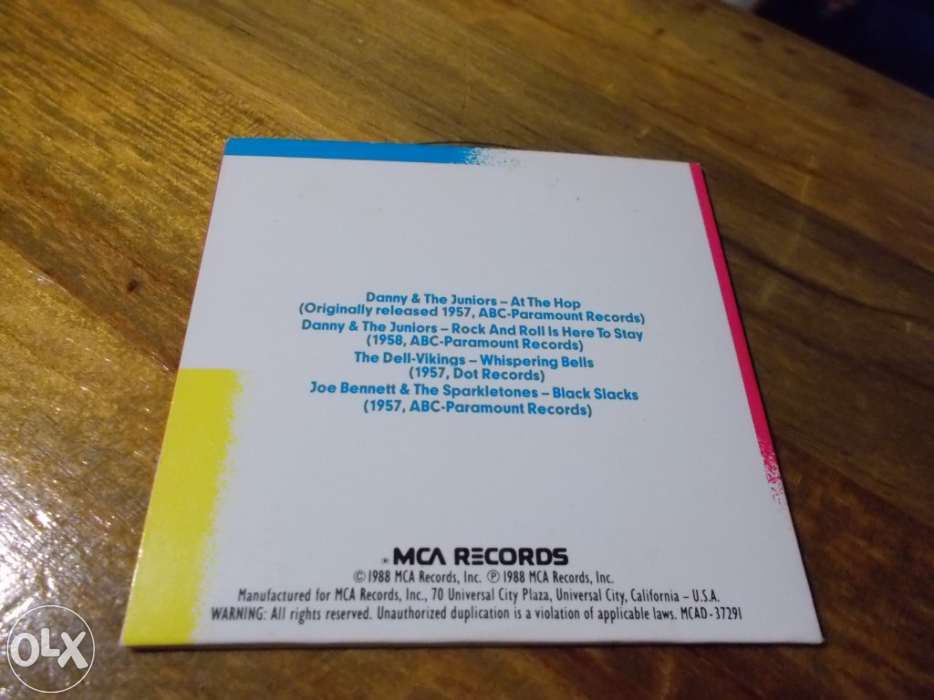 Danny & The Juniors – At The Hop
(Originally released 1957, ABC-Paramount Records)
Danny & The Juniors – Rock And Roll Is Here To Stay
(1958, ABC-Paramount Records)
The Dell-Vikings – Whispering Bells
(1957, Dot Records)
Joe Bennett & The Sparkletones – Black Slacks
(1957, ABC-Paramount Records)
MCA RECORDS
©1988 MCA Records, Inc. ℗ 1988 MCA Records, Inc.
Manufactured for MCA Records, Inc., 70 Universal City Plaza, Universal City, California – U.S.A.
WARNING: All rights reserved. Unauthorized duplication is a violation of applicable laws. MCAD-37291
OLX